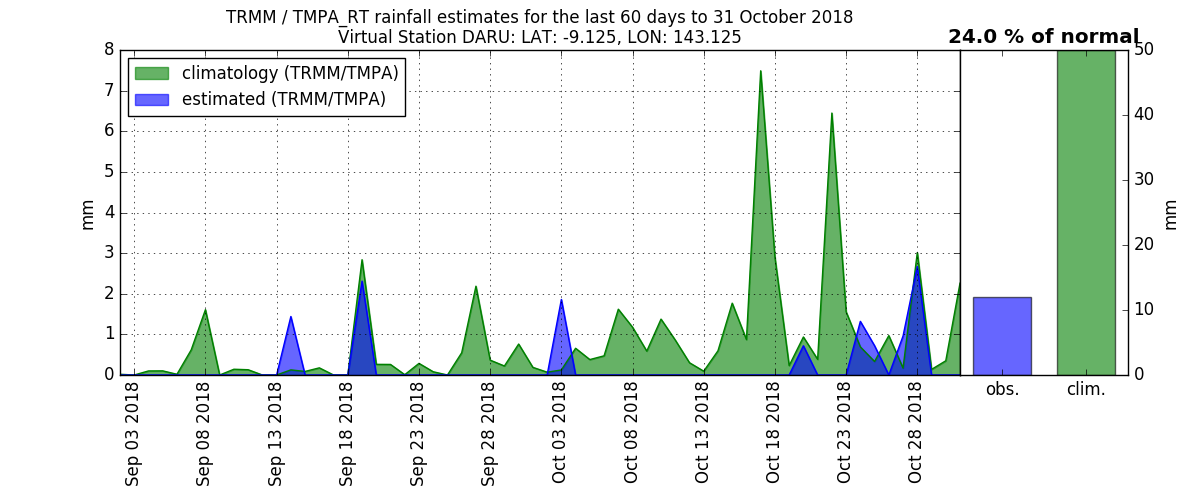 TRMM / TMPA_RT rainfall estimates for the last 60 days to 31 October 2018
Virtual Station DARU: LAT: -9.125, LON: 143.125
24.0 % of normal
climatology (TRMM/TMPA)
estimated (TRMM/TMPA)
mm
8
7
6
5
4
3
2
1
0
Sep 03 2018
Sep 08 2018
Sep 13 2018
Sep 18 2018
Sep 23 2018
Sep 28 2018
Oct 03 2018
Oct 08 2018
Oct 13 2018
Oct 18 2018
Oct 23 2018
Oct 28 2018
obs.
clim.
50
40
30
20
10
0
mm